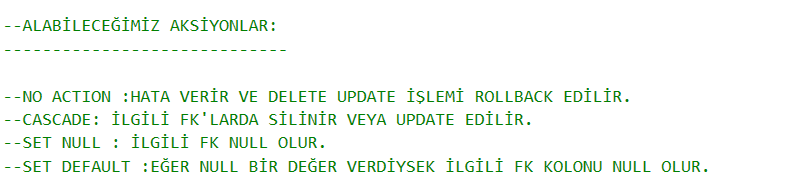 --ALABİLECEĞİMİZ AKSİYONLAR:
-----------------------------
--NO ACTION :HATA VERİR VE DELETE UPDATE İŞLEMİ ROLLBACK EDİLİR.
--CASCADE: İLGİLİ FK'LARDA SİLİNİR VEYA UPDATE EDİLİR.
--SET NULL : İLGİLİ FK NULL OLUR.
--SET DEFAULT :EĞER NULL BİR DEĞER VERDİYSEK İLGİLİ FK KOLONU NULL OLUR.